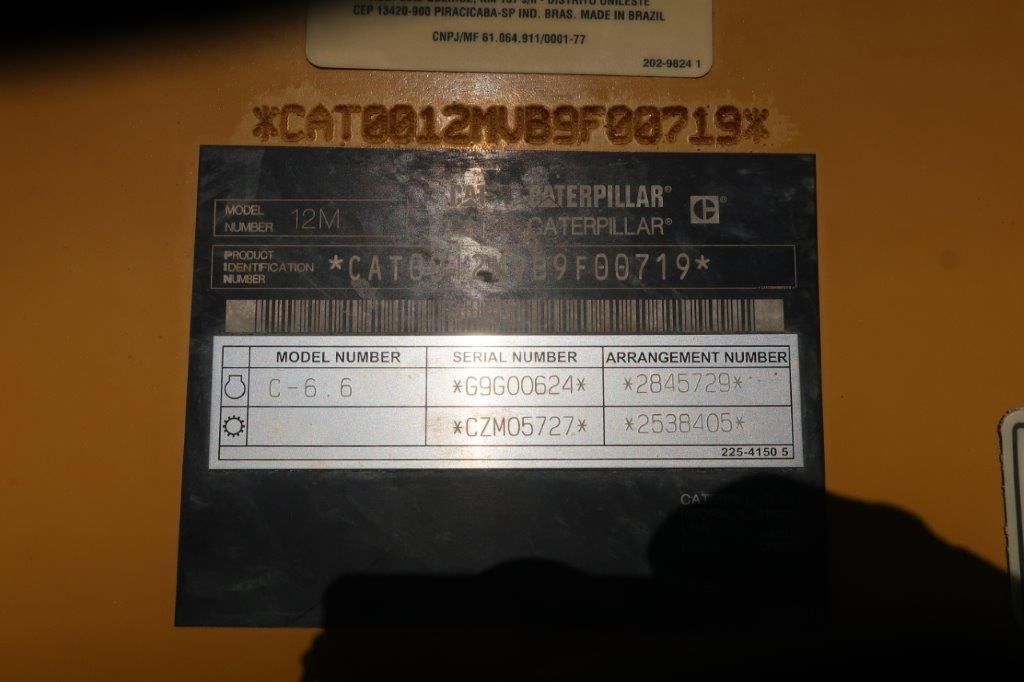 CEP 13420-900 PIRACICABA-SP IND. BRAS. MADE IN BRAZIL
CNPJ/MF 61.064.911/0001-77
202-9824 1
*CAT0012MVB9F00719*
CATERPILLAR®
MODEL NUMBER 12M
CATERPILLAR®
PRODUCT IDENTIFICATION NUMBER *CAT0012MVB9F00719*
MODEL NUMBER SERIAL NUMBER ARRANGEMENT NUMBER
C-6.6 *G9G00624* *2845729*
*CZM05727* *2538405*
225-4150 5